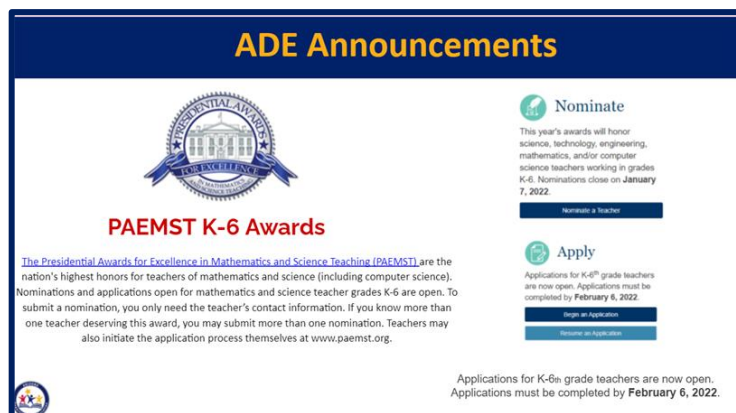 ADE Announcements
PRESIDENTIAL AWARDS
FOR EXCELLENCE
IN MATHEMATICS
AND SCIENCE TEACHING
PAEMST K-6 Awards
The Presidential Awards for Excellence in Mathematics and Science Teaching (PAEMST) are the
nation's highest honors for teachers of mathematics and science (including computer science).
Nominations and applications open for mathematics and science teacher grades K-6 are open. To
submit a nomination, you only need the teacher's contact information. If you know more than
one teacher deserving this award, you may submit more than one nomination. Teachers may
also initiate the application process themselves at www.paemst.org.
Nominate
This year's awards will honor
science, technology, engineering,
mathematics, and/or computer
science teachers working in grades
K-6. Nominations close on January
7, 2022.
Nominate a Teacher
Apply
Applications for K-6th grade teachers
are now open. Applications must be
completed by February 6, 2022.
Begin an Application
Resume an Application
Applications for K-6th grade teachers are now open.
Applications must be completed by February 6, 2022.